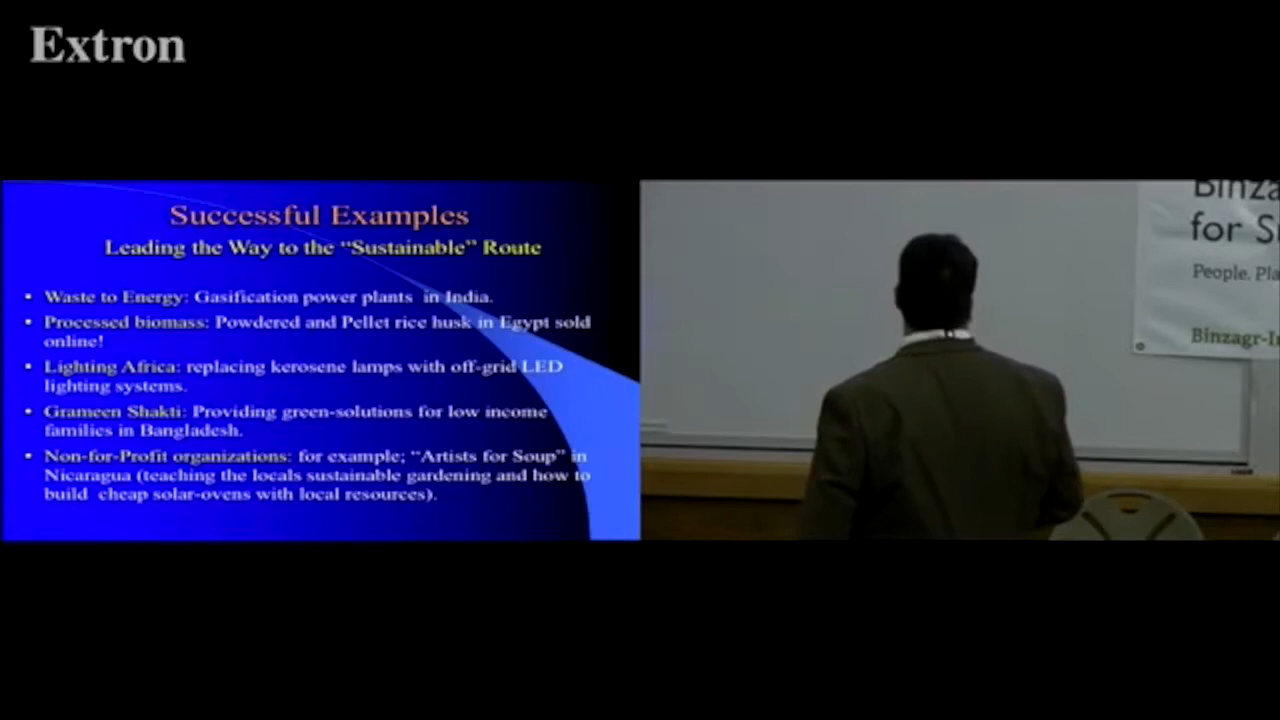 Extron
Successful Examples
Leading the Way to the “Sustainable” Route
▪ Waste to Energy: Gasification power plants in India.
▪ Processed biomass: Powdered and Pellet rice husk in Egypt sold
online!
▪ Lighting Africa: replacing kerosene lamps with off-grid LED
lighting systems.
▪ Grameen Shakti: Providing green-solutions for low income
families in Bangladesh.
▪ Non-for-Profit organizations: for example; “Artists for Soup” in
Nicaragua (teaching the locals sustainable gardening and how to
build cheap solar-ovens with local resources).
Binza
for S
People. Pla
Binzagr-In